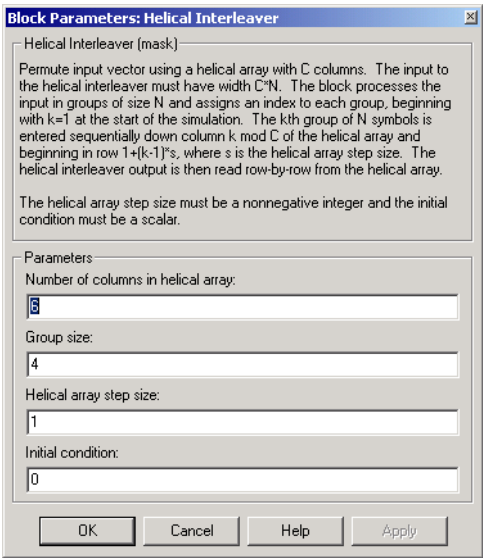 Block Parameters: Helical Interleaver
Helical Interleaver (mask)
Permute input vector using a helical array with C columns. The input to
the helical interleaver must have width C*N. The block processes the
input in groups of size N and assigns an index to each group, beginning
with k=1 at the start of the simulation. The kth group of N symbols is
entered sequentially down column k mod C of the helical array and
beginning in row 1+(k-1)*s, where s is the helical array step size. The
helical interleaver output is then read row-by-row from the helical array.
The helical array step size must be a nonnegative integer and the initial
condition must be a scalar.
Parameters
Number of columns in helical array:
6
Group size:
4
Helical array step size:
1
Initial condition:
0
OK Cancel Help Apply